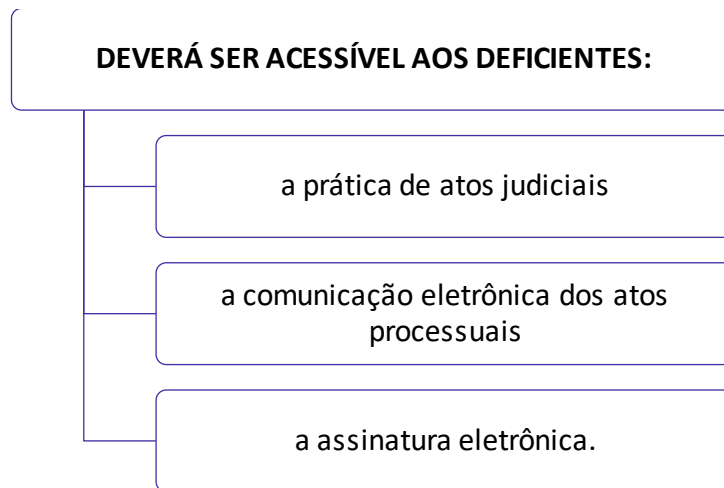 DEVERÁ SER ACESSÍVEL AOS DEFICIENTES:
a prática de atos judiciais
a comunicação eletrônica dos atos
processuais
a assinatura eletrônica.